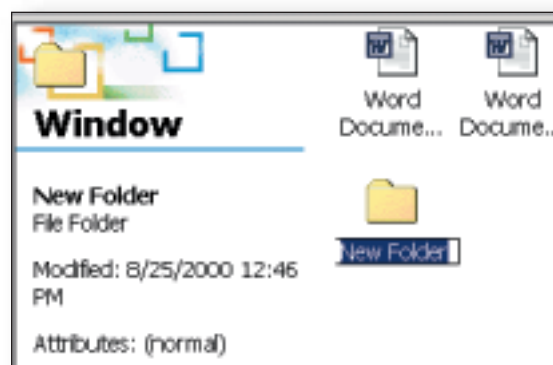 Window
New Folder
File Folder
Modified: 8/25/2000 12:46
PM
Attributes: (normal)
Word
Docume...
Word
Docume..
New Folder